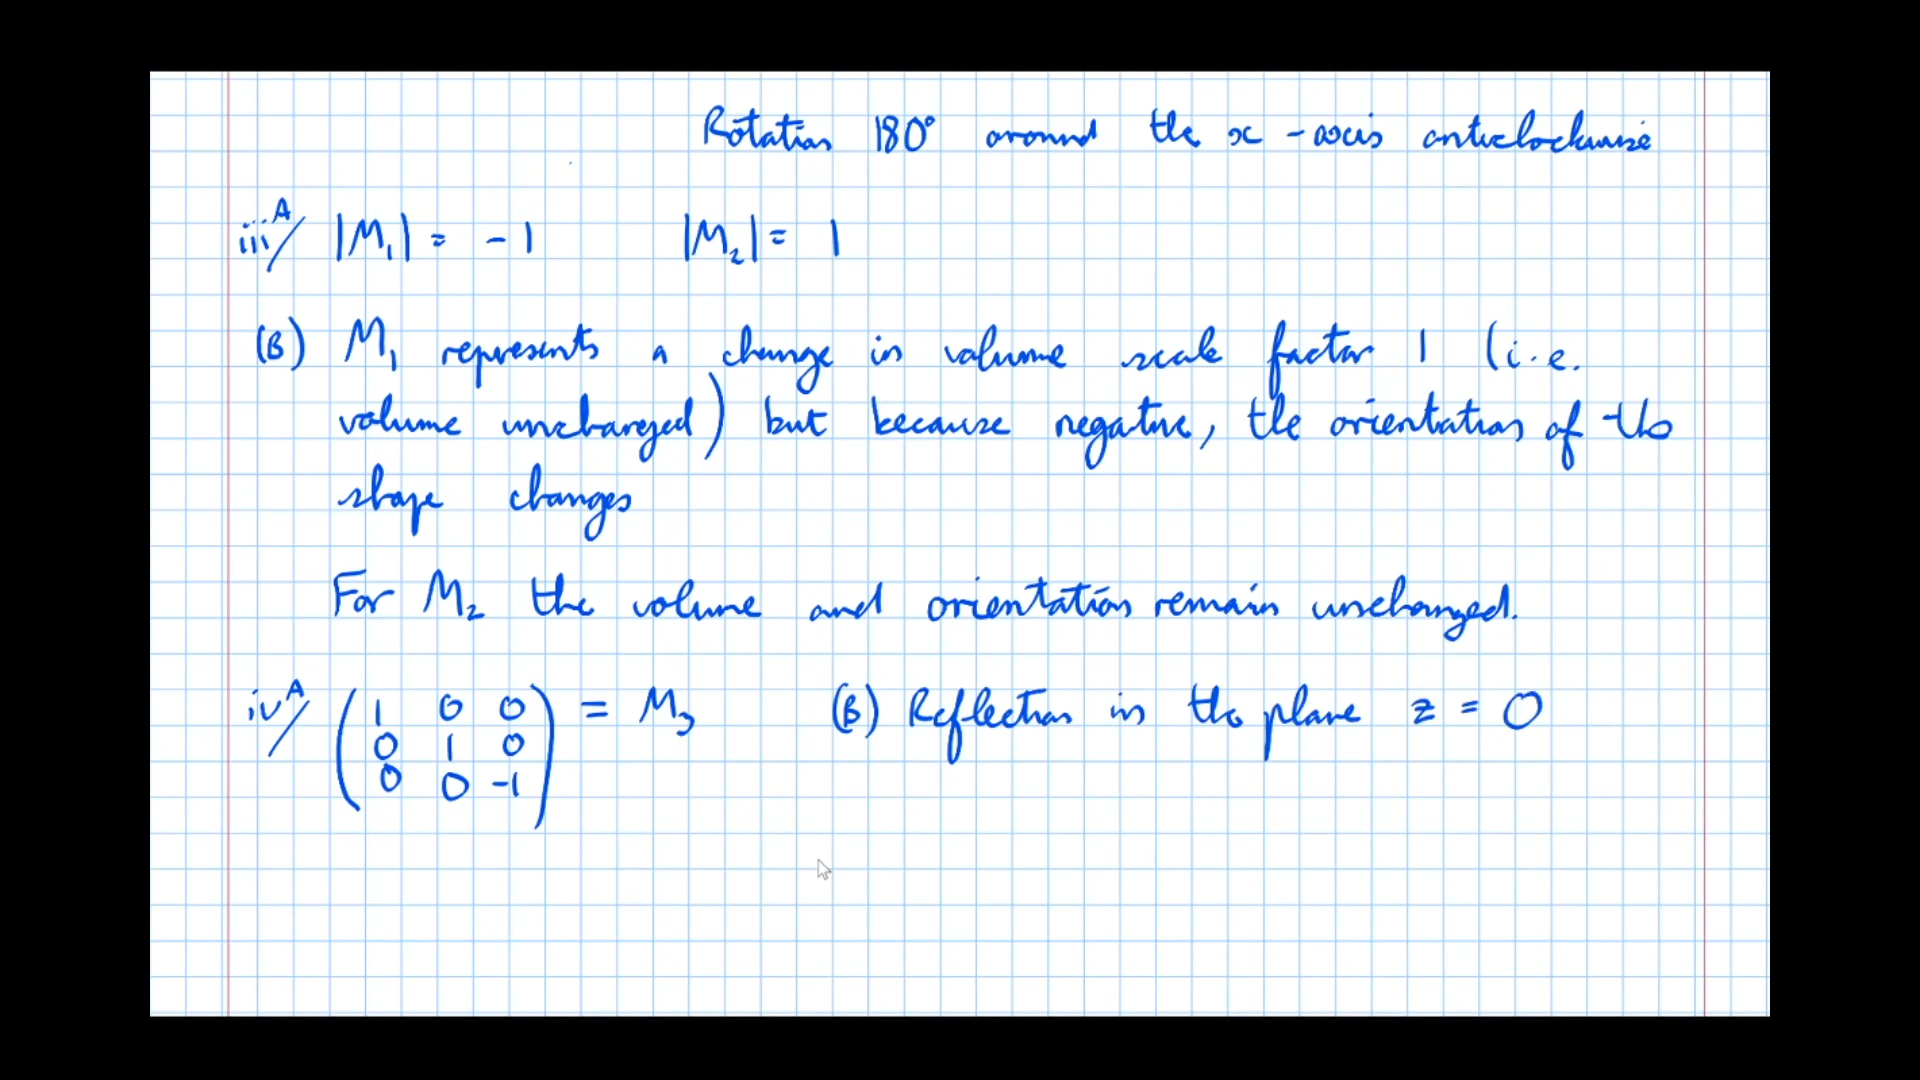 Rotation 180° around the x-axis anticlockwise
iii A/ |M₁| = -1 |M₂| = 1
(B) M₁ represents a change in volume scale factor 1 (i.e.
volume unchanged) but because negative, the orientation of the
shape changes
For M₂ the volume and orientation remain unchanged.
iv A/ (1 0 0) = M₃ (B) Reflection in the plane z = 0
0 1 0
0 0 -1